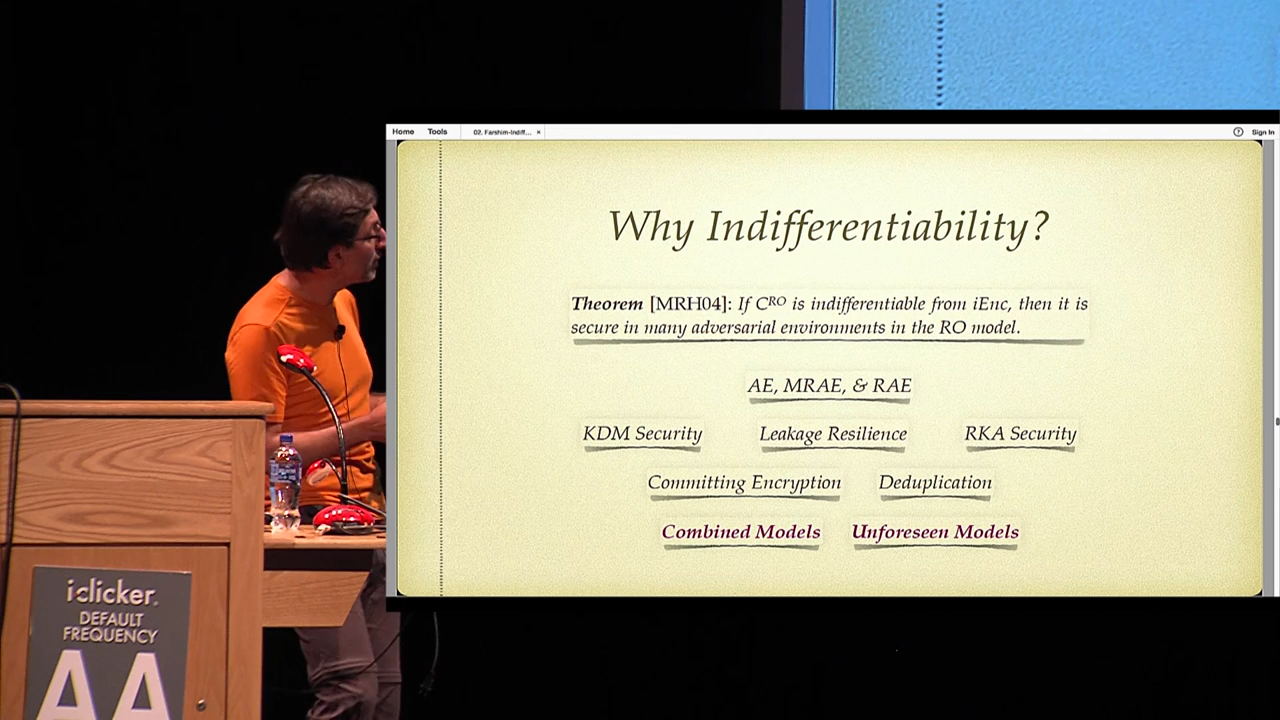 Home Tools 02. Farshim-Indiff... × ? Sign In
Why Indifferentiability?
Theorem [MRH04]: If Cᴿᴼ is indifferentiable from iEnc, then it is
secure in many adversarial environments in the RO model.
AE, MRAE, & RAE
KDM Security Leakage Resilience RKA Security
Committing Encryption Deduplication
Combined Models Unforeseen Models
iclicker.
DEFAULT
FREQUENCY
AA